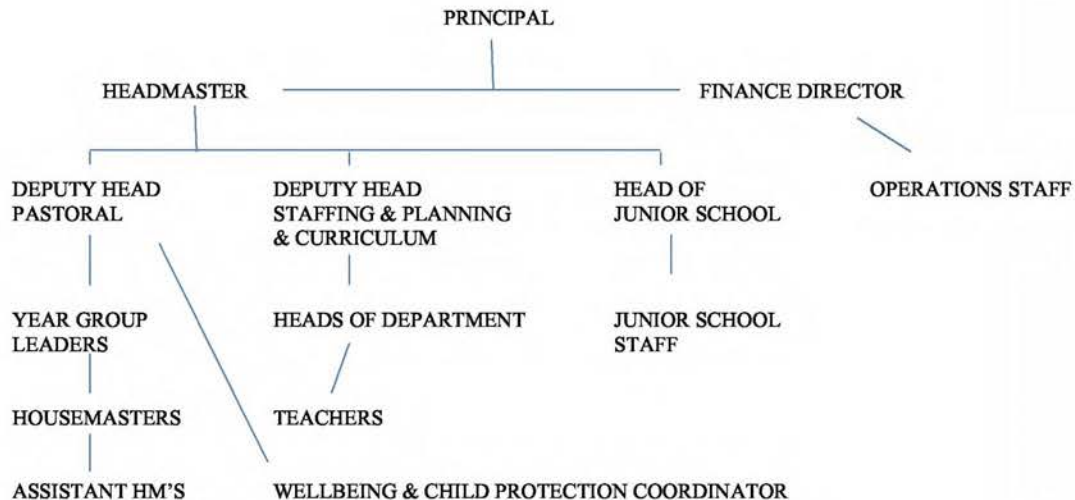 PRINCIPAL
HEADMASTER
FINANCE DIRECTOR
DEPUTY HEAD
PASTORAL
DEPUTY HEAD
STAFFING & PLANNING
& CURRICULUM
HEAD OF
JUNIOR SCHOOL
OPERATIONS STAFF
YEAR GROUP
LEADERS
HEADS OF DEPARTMENT
JUNIOR SCHOOL
STAFF
HOUSEMASTERS
TEACHERS
ASSISTANT HM'S
WELLBEING & CHILD PROTECTION COORDINATOR